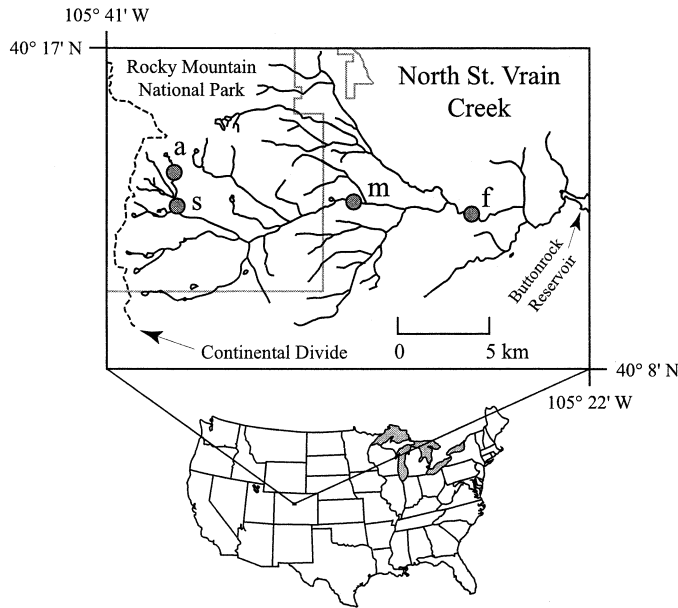 105° 41' W
40° 17' N
Rocky Mountain
National Park
North St. Vrain
Creek
a
s
m
f
Buttonrock
Reservoir
Continental Divide
0 5 km
40° 8' N
105° 22' W